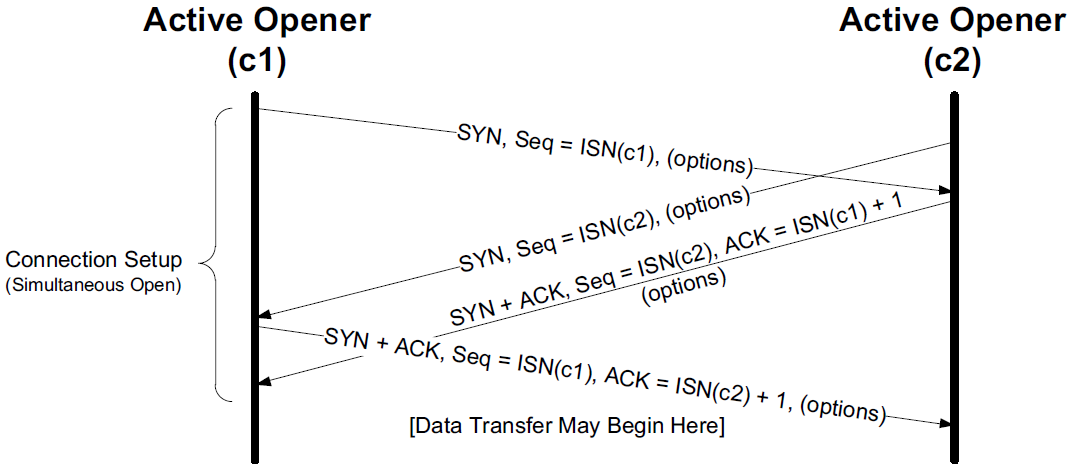 Active Opener
(c1)
Active Opener
(c2)
SYN, Seq = ISN(c1), (options)
SYN, Seq = ISN(c2), (options)
SYN + ACK, Seq = ISN(c2), ACK = ISN(c1) + 1
(options)
Connection Setup
(Simultaneous Open)
SYN + ACK, Seq = ISN(c1), ACK = ISN(c2) + 1, (options)
[Data Transfer May Begin Here]